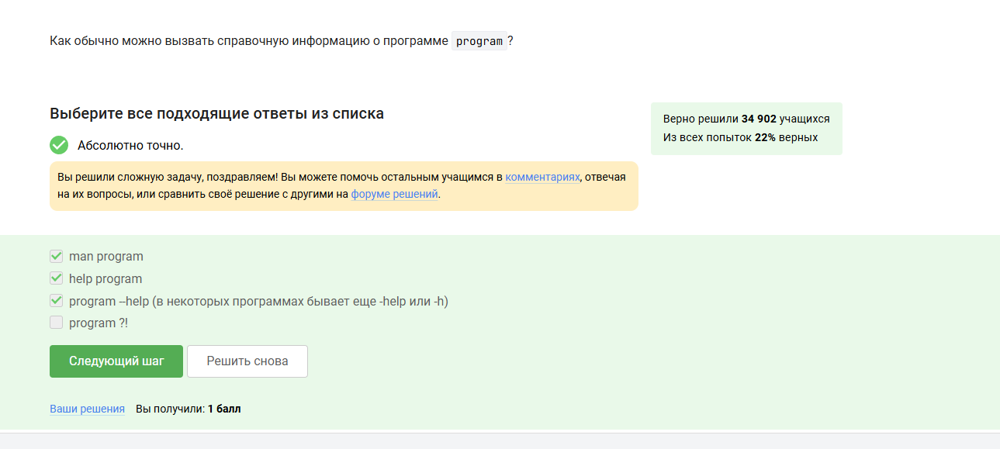 Как обычно можно вызвать справочную информацию о программе program?
Выберите все подходящие ответы из списка
Верно решили 34 902 учащихся
Из всех попыток 22% верных
Абсолютно точно.
Вы решили сложную задачу, поздравляем! Вы можете помочь остальным учащимся в комментариях, отвечая
на их вопросы, или сравнить своё решение с другими на форуме решений.
man program
help program
program --help (в некоторых программах бывает еще -help или -h)
program ?!
Следующий шаг
Решить снова
Ваши решения
Вы получили: 1 балл